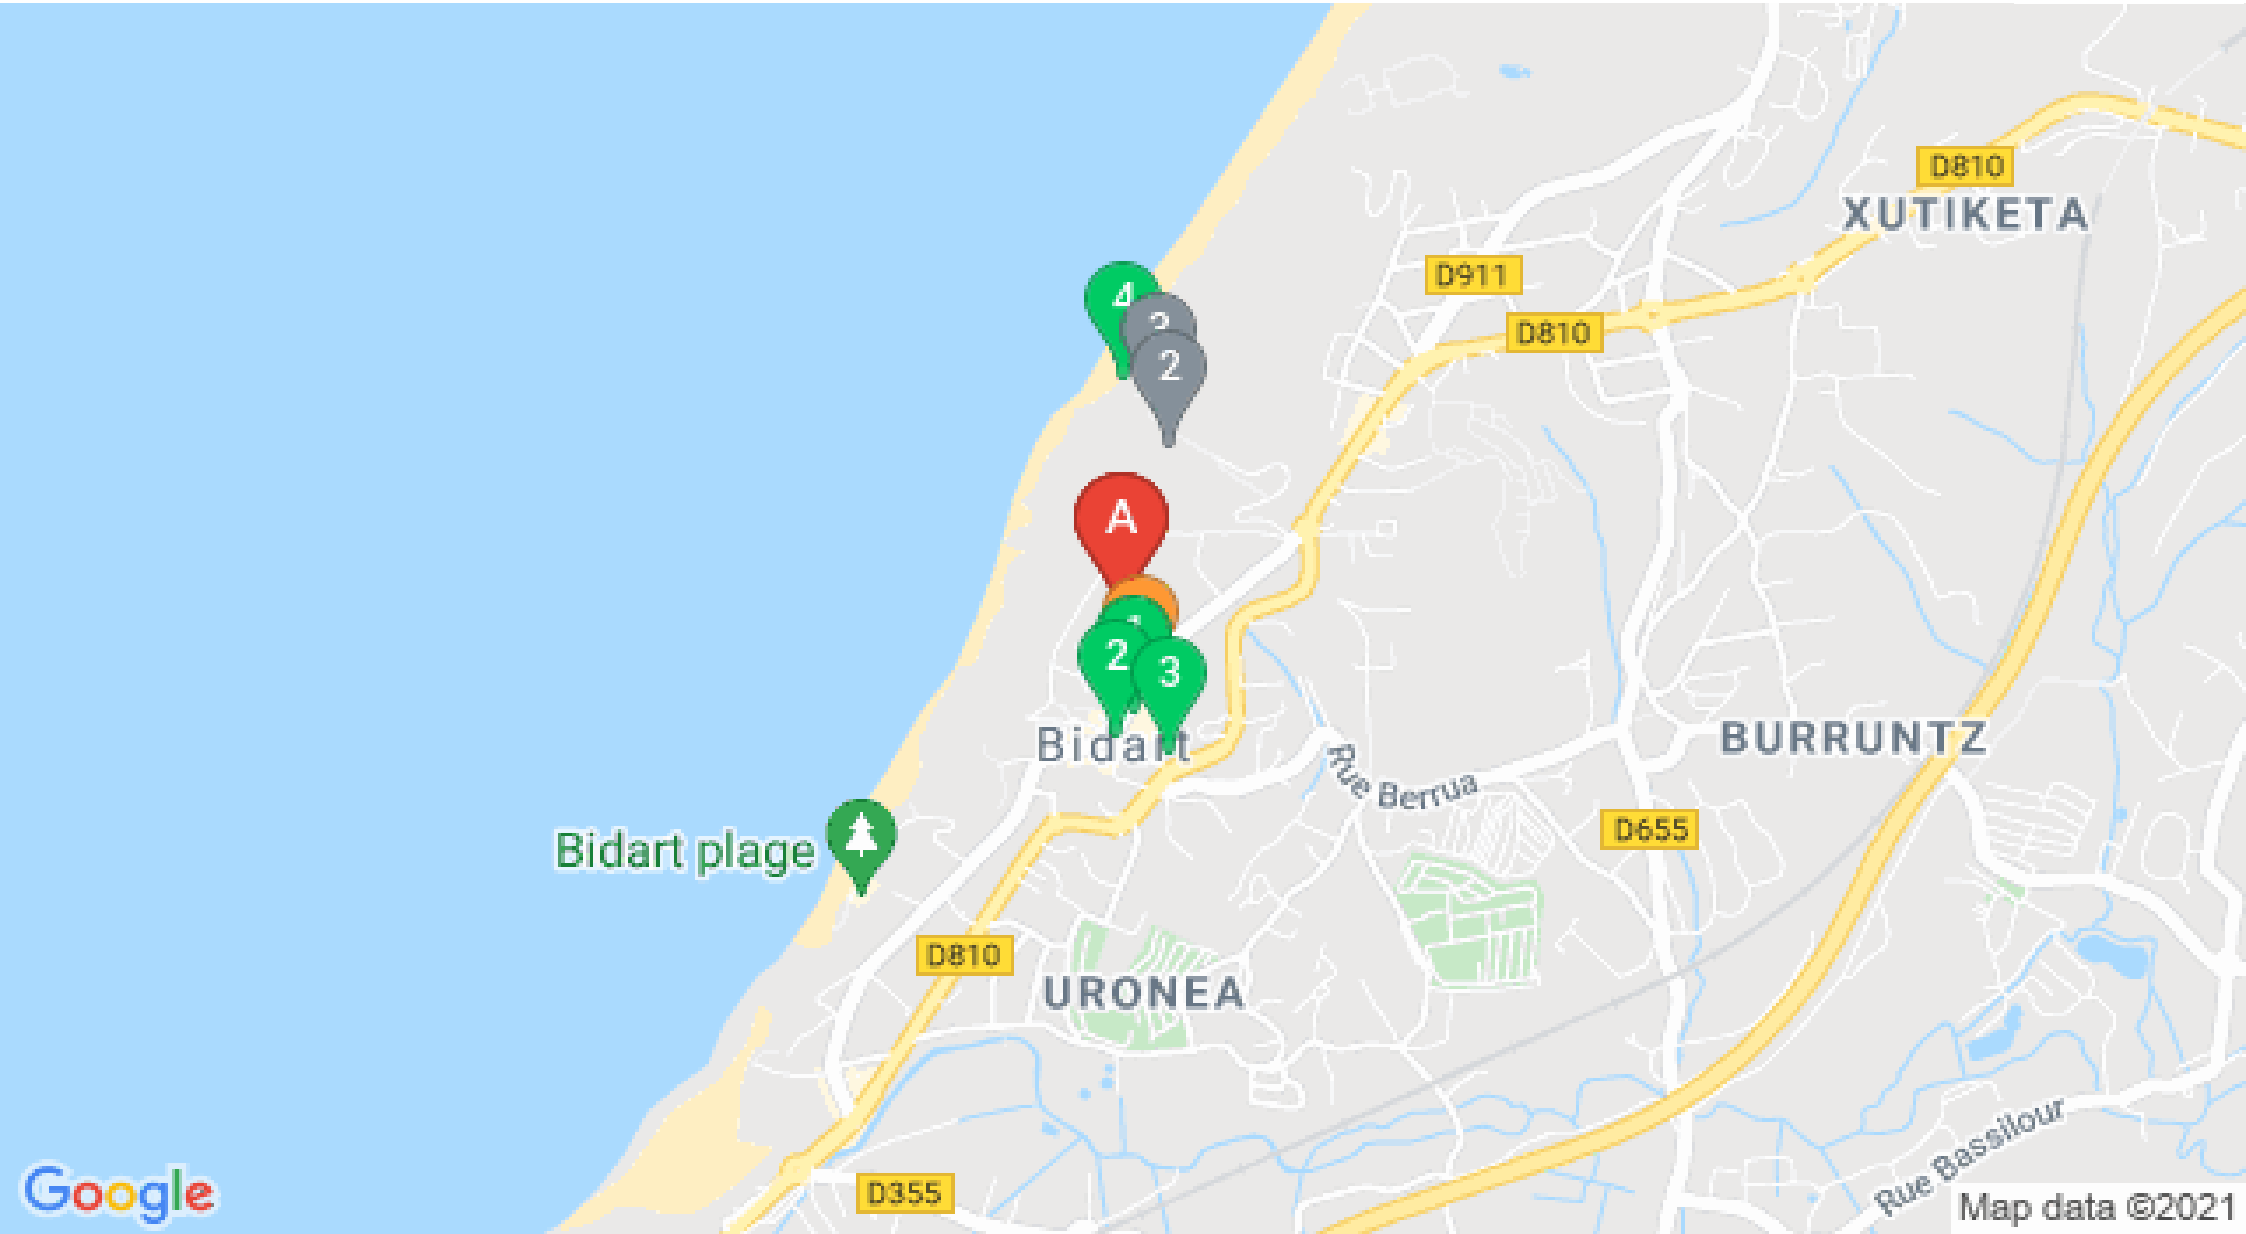 D810
XUTIKETA
D911
4
2
D810
A
2
3
Bidart
BURRUNTZ
Rue Berrua
D655
Bidart plage
D810
URONEA
Rue Bassilour
D355
Google
Map data ©2021